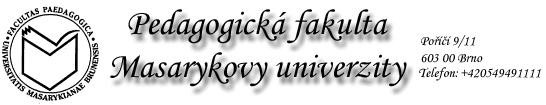 FACULTAS PAEDAGOGICA
UNIVERSITATIS MASARYKIANAE BRUNENSIS
Pedagogická fakulta
Masarykovy univerzity
Poříčí 9/11
603 00 Brno
Telefon: +420549491111